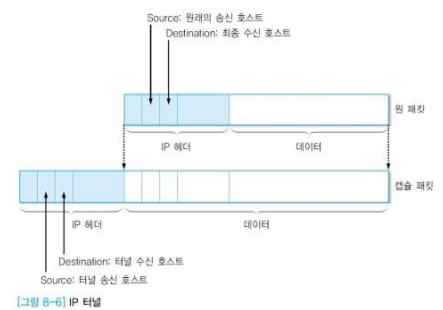 Source: 원래의 송신 호스트
Destination: 최종 수신 호스트
원 패킷
IP 헤더
데이터
캡슐 패킷
IP 헤더
데이터
Destination: 터널 수신 호스트
Source: 터널 송신 호스트
[그림 8-6] IP 터널